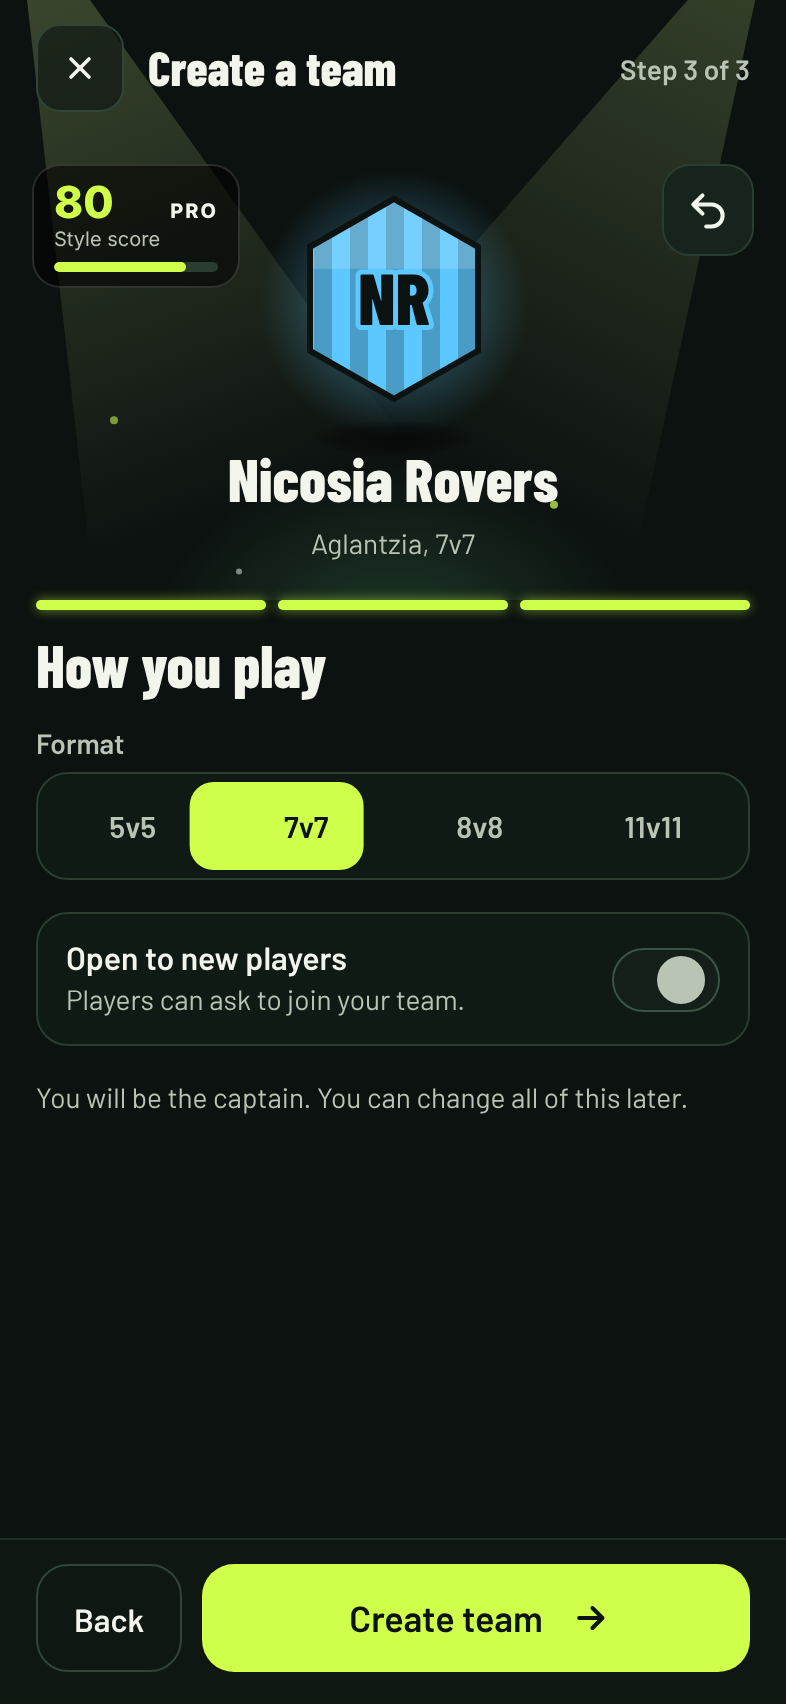 Create a team
Step 3 of 3
80 PRO
Style score
NR
Nicosia Rovers
Aglantzia, 7v7
How you play
Format
5v5 7v7 8v8 11v11
Open to new players
Players can ask to join your team.
You will be the captain. You can change all of this later.
Back
Create team